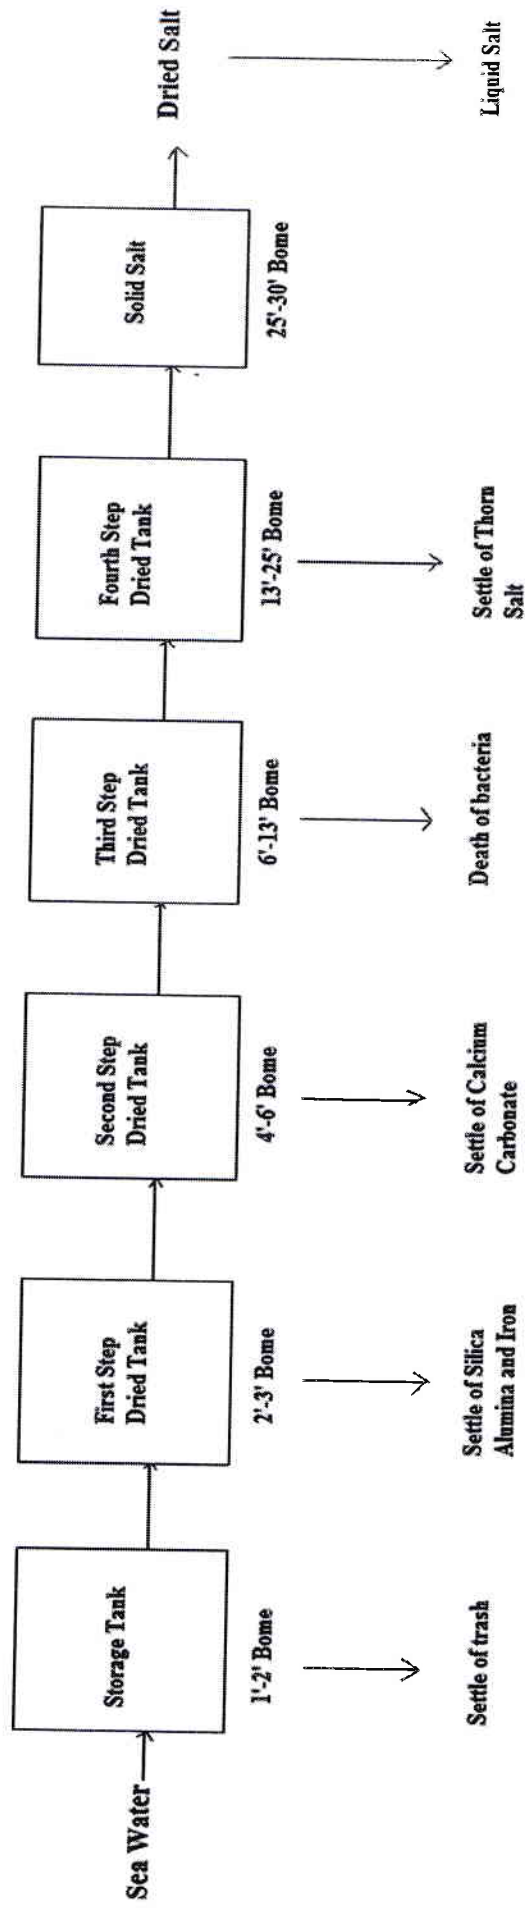 Sea Water
Storage Tank
1'-2' Bome
Settle of trash
First Step
Dried Tank
2'-3' Bome
Settle of Silica
Alumina and Iron
Second Step
Dried Tank
4'-6' Bome
Settle of Calcium
Carbonate
Third Step
Dried Tank
6'-13' Bome
Death of bacteria
Fourth Step
Dried Tank
13'-25' Bome
Settle of Thorn
Salt
Solid Salt
25'-30' Bome
Dried Salt
Liquid Salt